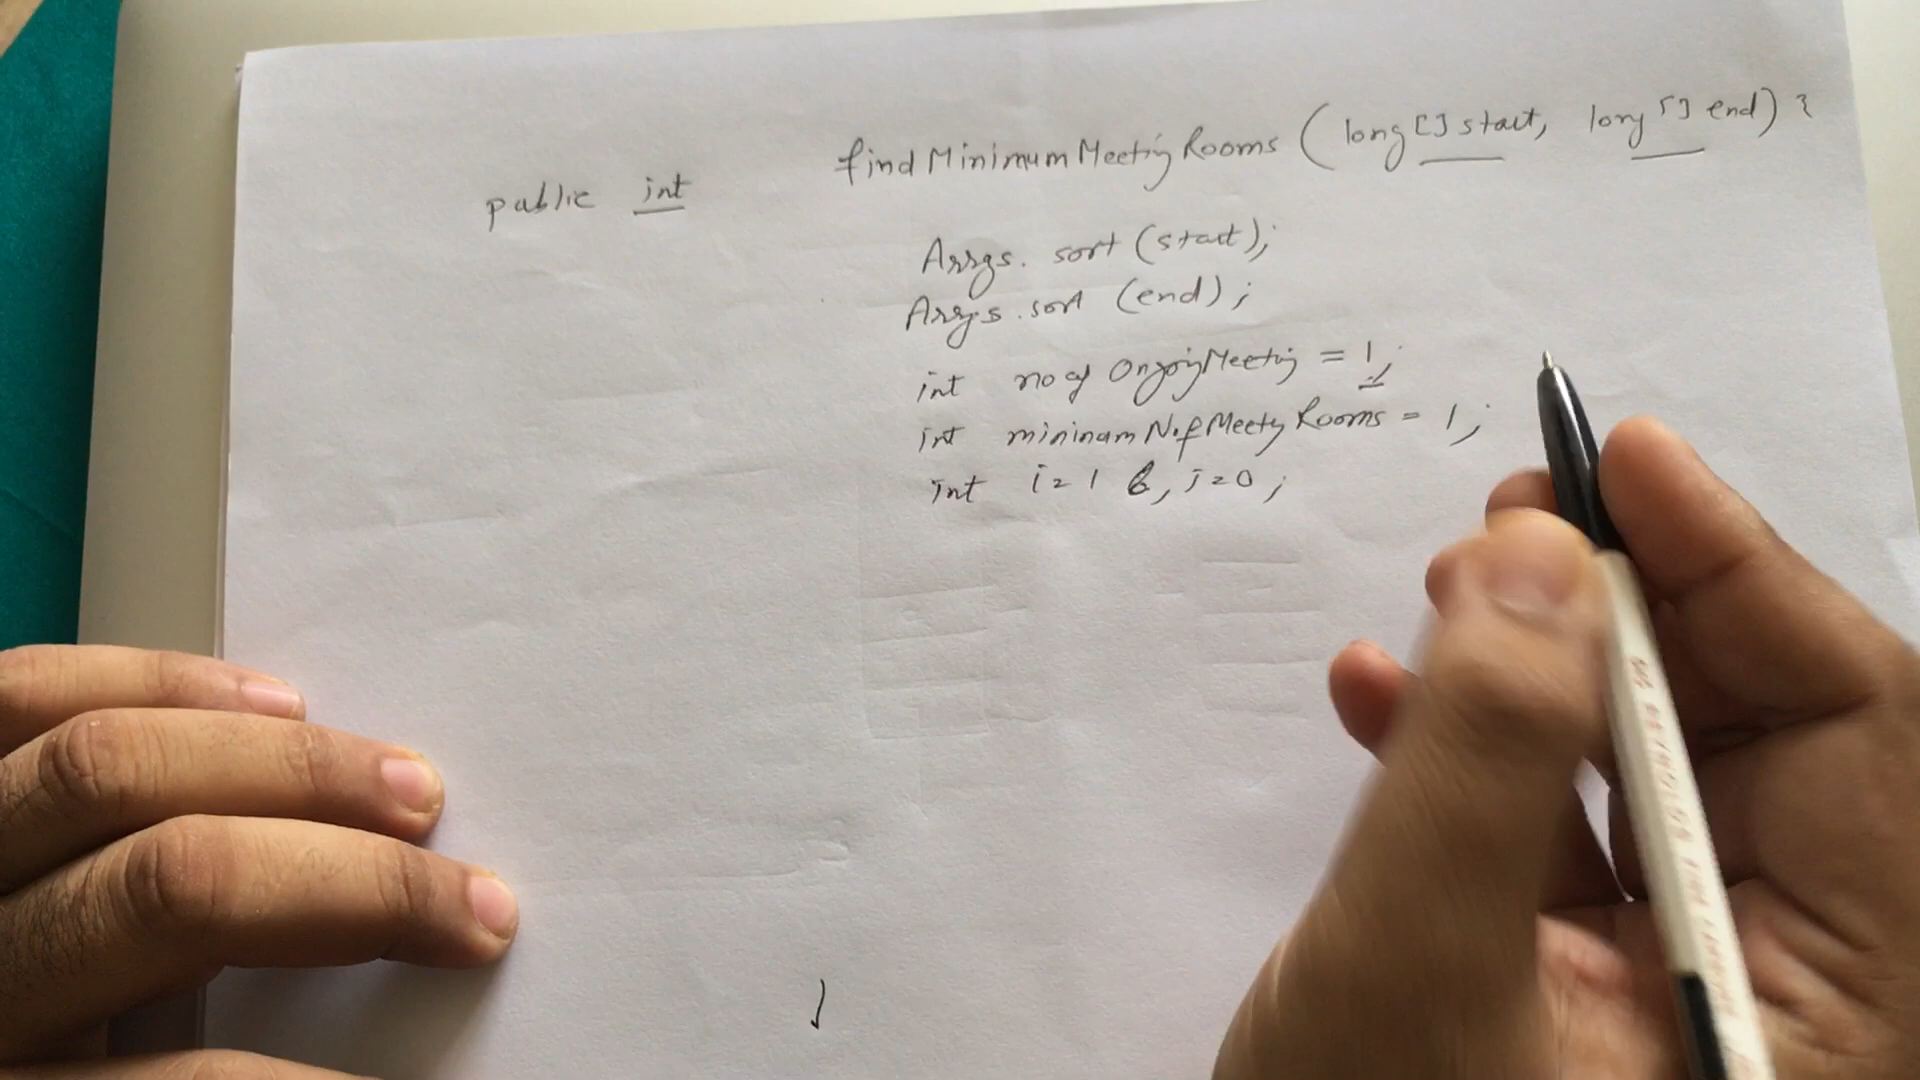 public int findMinimumMeetingRooms (long[] start, long[] end) {
Arrays. sort (start);
Arrays. sort (end) ;
int noof OngoingMeeting = 1;
int mininamNofMeetyRooms = 1;
int i=1 , j=0 ;
}